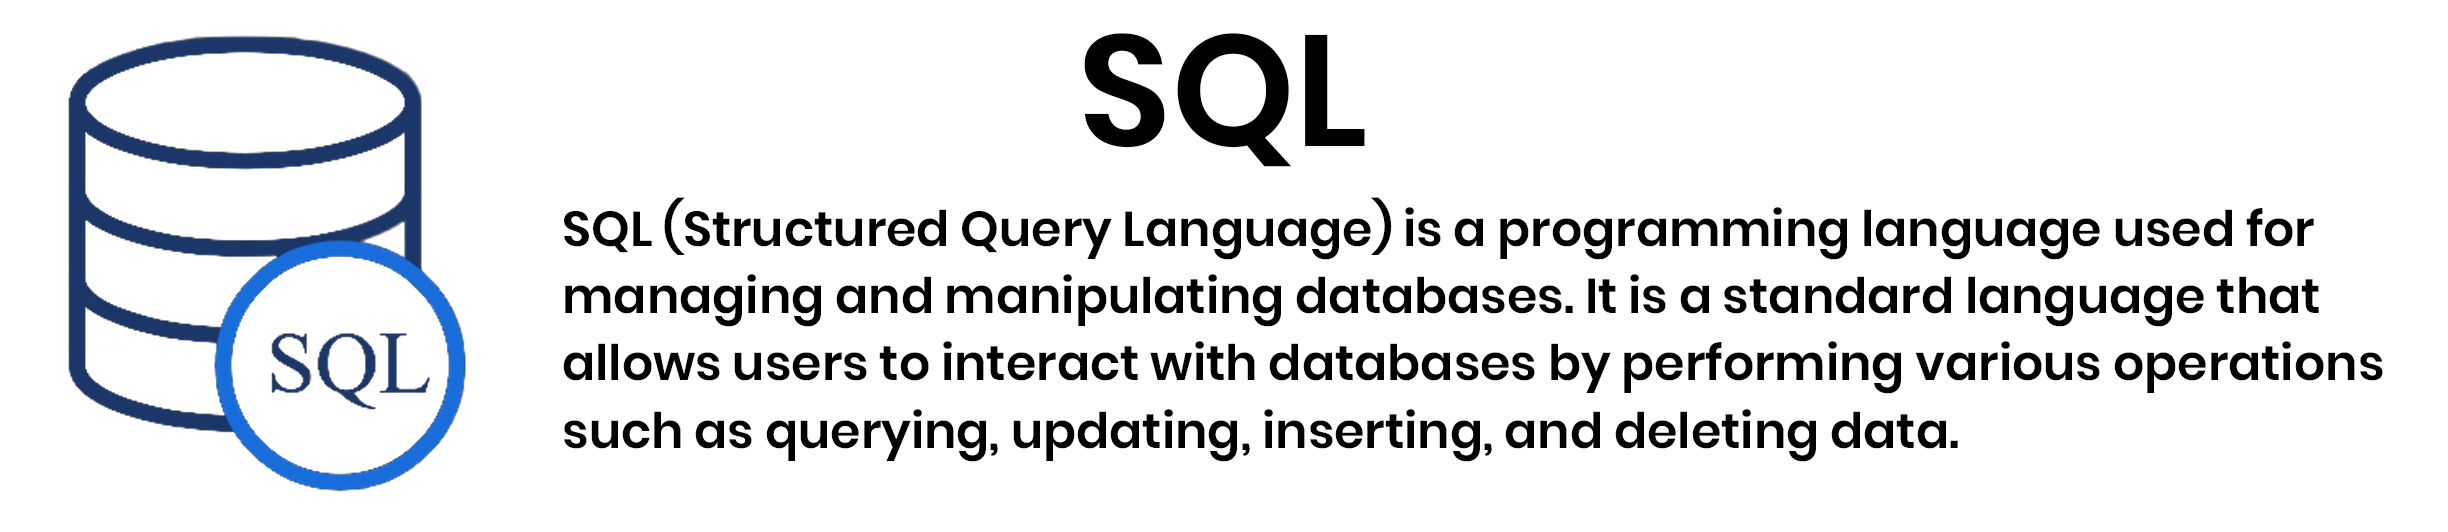 SQL
SQL (Structured Query Language) is a programming language used for
managing and manipulating databases. It is a standard language that
allows users to interact with databases by performing various operations
such as querying, updating, inserting, and deleting data.
SQL